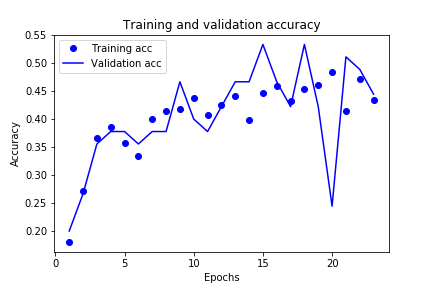 Training and validation accuracy
Training acc
Validation acc
0.55
0.50
0.45
0.40
0.35
0.30
0.25
0.20
Accuracy
0
5
10
15
20
Epochs